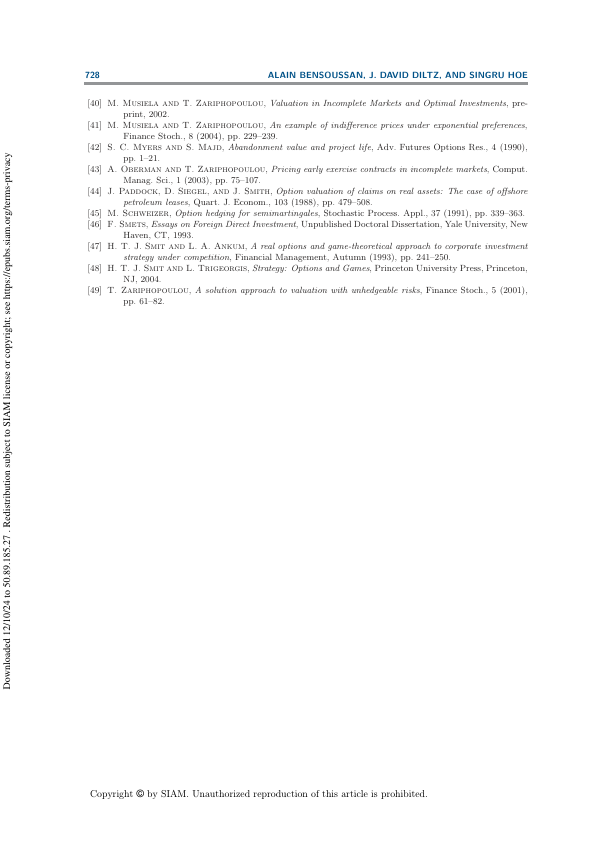 728
ALAIN BENSOUSSAN, J. DAVID DILTZ, AND SINGRU HOE
[40] M. MUSIELA AND T. ZARIPHOPOULOU, Valuation in Incomplete Markets and Optimal Investments, pre-
print, 2002.
[41] M. MUSIELA AND T. ZARIPHOPOULOU, An example of indifference prices under exponential preferences,
Finance Stoch., 8 (2004), pp. 229–239.
[42] S. C. MYERS AND S. MAJD, Abandonment value and project life, Adv. Futures Options Res., 4 (1990),
pp. 1–21.
[43] A. OBERMAN AND T. ZARIPHOPOULOU, Pricing early exercise contracts in incomplete markets, Comput.
Manag. Sci., 1 (2003), pp. 75–107.
[44] J. PADDOCK, D. SIEGEL, AND J. SMITH, Option valuation of claims on real assets: The case of offshore
petroleum leases, Quart. J. Econom., 103 (1988), pp. 479–508.
[45] M. SCHWEIZER, Option hedging for semimartingales, Stochastic Process. Appl., 37 (1991), pp. 339–363.
[46] F. SMETS, Essays on Foreign Direct Investment, Unpublished Doctoral Dissertation, Yale University, New
Haven, CT, 1993.
[47] H. T. J. SMIT AND L. A. ANKUM, A real options and game-theoretical approach to corporate investment
strategy under competition, Financial Management, Autumn (1993), pp. 241–250.
[48] H. T. J. SMIT AND L. TRIGEORGIS, Strategy: Options and Games, Princeton University Press, Princeton,
NJ, 2004.
[49] T. ZARIPHOPOULOU, A solution approach to valuation with unhedgeable risks, Finance Stoch., 5 (2001),
pp. 61–82.
Downloaded 12/10/24 to 50.89.185.27 . Redistribution subject to SIAM license or copyright; see https://epubs.siam.org/terms-privacy
Copyright © by SIAM. Unauthorized reproduction of this article is prohibited.